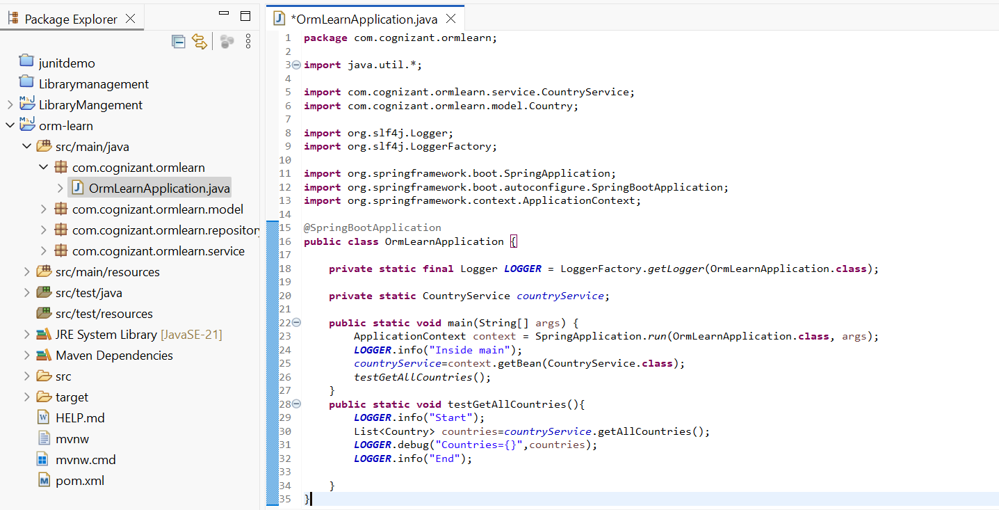 Package Explorer
junitdemo
Librarymanagement
LibraryMangement
orm-learn
src/main/java
com.cognizant.ormlearn
OrmLearnApplication.java
com.cognizant.ormlearn.model
com.cognizant.ormlearn.repository
com.cognizant.ormlearn.service
src/main/resources
src/test/java
src/test/resources
JRE System Library [JavaSE-21]
Maven Dependencies
src
target
HELP.md
mvnw
mvnw.cmd
pom.xml
*OrmLearnApplication.java
1 package com.cognizant.ormlearn;
2
3 import java.util.*;
4
5 import com.cognizant.ormlearn.service.CountryService;
6 import com.cognizant.ormlearn.model.Country;
7
8 import org.slf4j.Logger;
9 import org.slf4j.LoggerFactory;
10
11 import org.springframework.boot.SpringApplication;
12 import org.springframework.boot.autoconfigure.SpringBootApplication;
13 import org.springframework.context.ApplicationContext;
14
15 @SpringBootApplication
16 public class OrmLearnApplication {
17
18     private static final Logger LOGGER = LoggerFactory.getLogger(OrmLearnApplication.class);
19
20     private static CountryService countryService;
21
22     public static void main(String[] args) {
23         ApplicationContext context = SpringApplication.run(OrmLearnApplication.class, args);
24         LOGGER.info("Inside main");
25         countryService=context.getBean(CountryService.class);
26         testGetAllCountries();
27     }
28     public static void testGetAllCountries(){
29         LOGGER.info("Start");
30         List<Country> countries=countryService.getAllCountries();
31         LOGGER.debug("Countries={}",countries);
32         LOGGER.info("End");
33
34     }
35 }